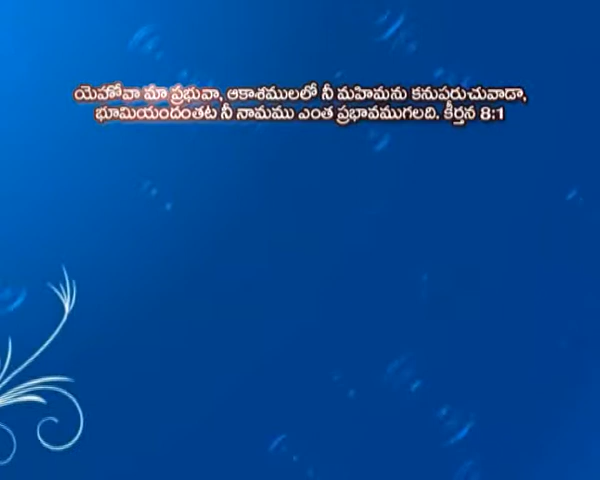 యెహోవా మా ప్రభువా, ఆకాశములలో నీ మహిమను కనుపరుచువాడా,
భూమియందంతట నీ నామము ఎంత ప్రభావముగలది. కీర్తన 8:1